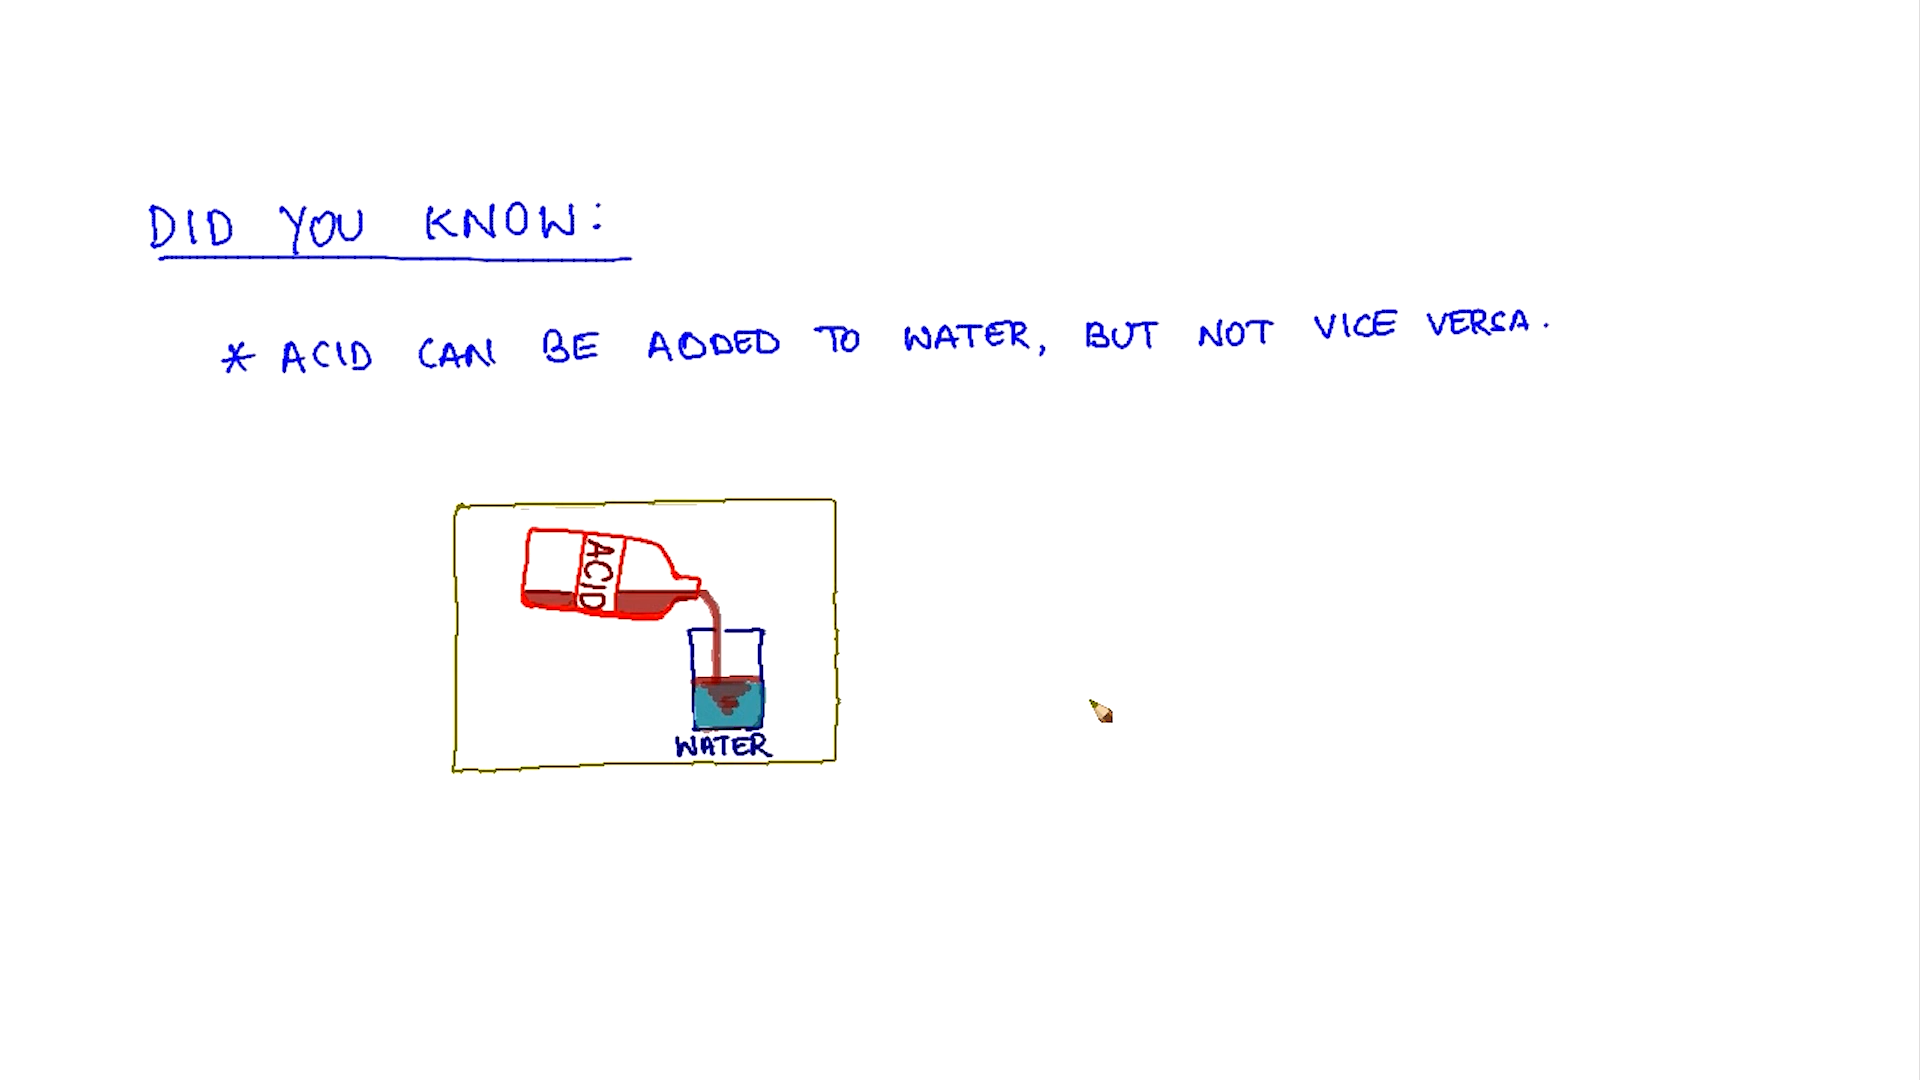 DID YOU KNOW:
* ACID CAN BE ADDED TO WATER, BUT NOT VICE VERSA.
ACID
WATER